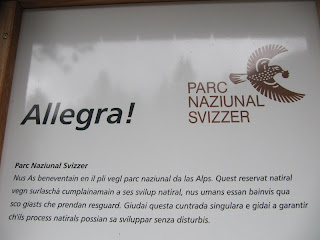 PARC
NAZIUNAL
SVIZZER
Allegra!
Parc Naziunal Svizzer
Nus As beneventain en il pli vegl parc naziunal da las Alps. Quest reservat natiral
vegn surlaschà cumplainamain a ses svilup natiral, nus umans essan bainvis qua
sco giasts che prendan resguard. Giudai questa cuntrada singulara e gidai a garantir
ch'ils process natirals possian sa sviluppar senza disturbis.